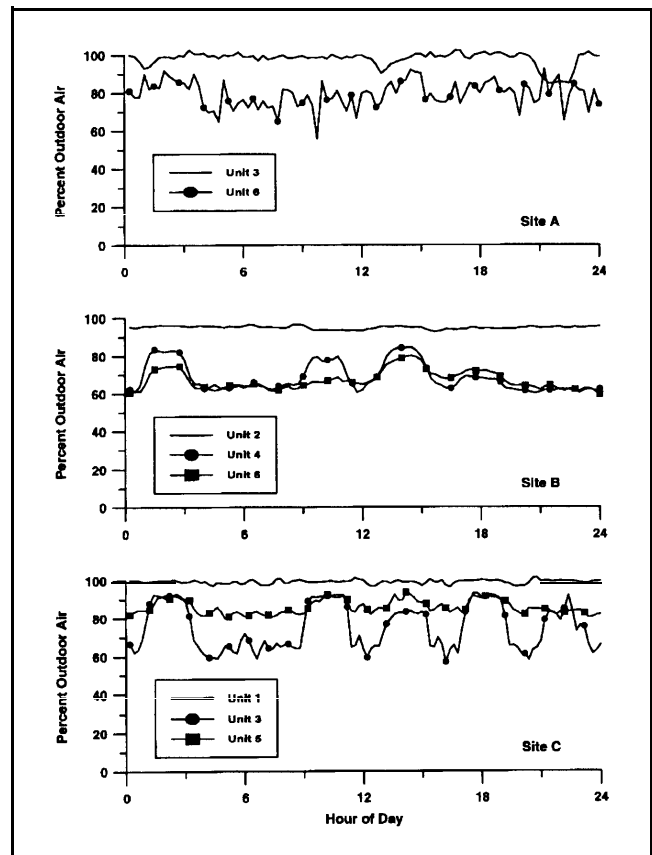 Percent Outdoor Air
100
80
60
40
20
0
Unit 3
Unit 6
Site A
0 6 12 18 24
Percent Outdoor Air
100
80
60
40
20
0
Unit 2
Unit 4
Unit 6
Site B
0 6 12 18 24
Percent Outdoor Air
100
80
60
40
20
0
Unit 1
Unit 3
Unit 5
Site C
0 6 12 18 24
Hour of Day